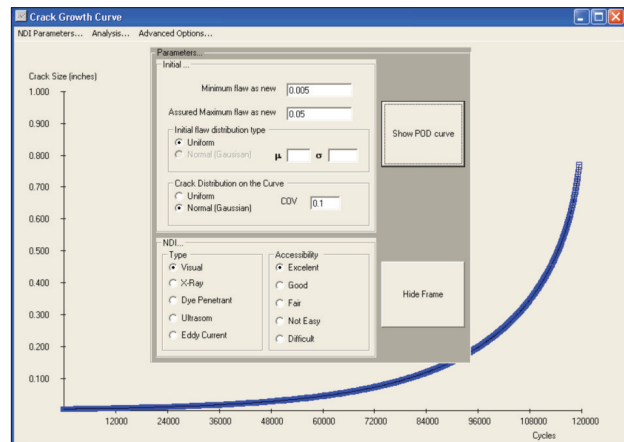 Crack Growth Curve
NDI Parameters... Analysis... Advanced Options...
Parameters...
Initial ...
Minimum flaw as new 0.005
Assured Maximum flaw as new 0.05
Initial flaw distribution type
Uniform
Normal (Gausisan) μ σ
Crack Distribution on the Curve
Uniform
Normal (Gaussian)
COV 0.1
Show POD curve
NDI...
Type
Visual
X-Ray
Dye Penetrant
Ultrasom
Eddy Current
Accessibility
Excelent
Good
Fair
Not Easy
Difficult
Hide Frame
Crack Size (inches)
1.000
0.900
0.800
0.700
0.600
0.500
0.400
0.300
0.200
0.100
12000 24000 36000 48000 60000 72000 84000 96000 108000 120000
Cycles